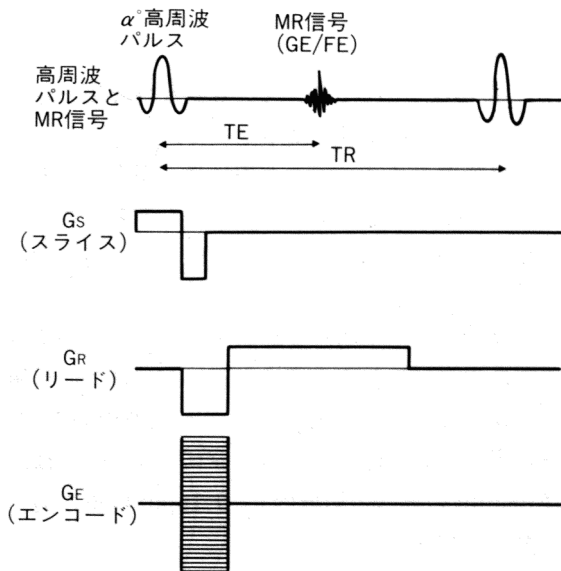 α°高周波
パルス
MR信号
(GE/FE)
高周波
パルスと
MR信号
TE
TR
GS
(スライス)
GR
(リード)
GE
(エンコード)